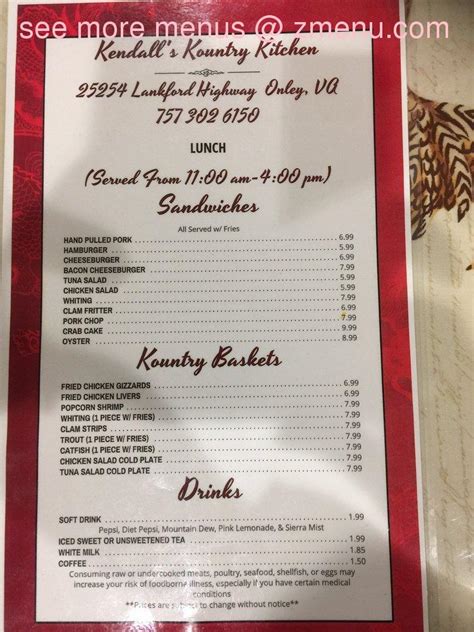 see more menus @ zmenu.com
Kendall's Kountry Kitchen
25254 Lankford Highway Onley, VA
757 302 6150
LUNCH
(Served From 11:00 am-4:00 pm)
Sandwiches
All Served w/ Fries
HAND PULLED PORK 6.99
HAMBURGER 5.99
CHEESEBURGER 6.99
BACON CHEESEBURGER 7.99
TUNA SALAD 5.99
CHICKEN SALAD 5.99
WHITING 7.99
CLAM FRITTER 6.99
PORK CHOP 7.99
CRAB CAKE 9.99
OYSTER 8.99
Kountry Baskets
FRIED CHICKEN GIZZARDS 6.99
FRIED CHICKEN LIVERS 6.99
POPCORN SHRIMP 7.99
WHITING (1 PIECE W/ FRIES) 7.99
CLAM STRIPS 7.99
TROUT (1 PIECE W/ FRIES) 7.99
CATFISH (1 PIECE W/ FRIES) 7.99
CHICKEN SALAD COLD PLATE 7.99
TUNA SALAD COLD PLATE 7.99
Drinks
SOFT DRINK 1.99
Pepsi, Diet Pepsi, Mountain Dew, Pink Lemonade, & Sierra Mist
ICED SWEET OR UNSWEETENED TEA 1.99
WHITE MILK 1.85
COFFEE 1.50
Consuming raw or undercooked meats, poultry, seafood, shellfish, or eggs may
increase your risk of foodborne illness, especially if you have certain medical
conditions
**Prices are subject to change without notice**